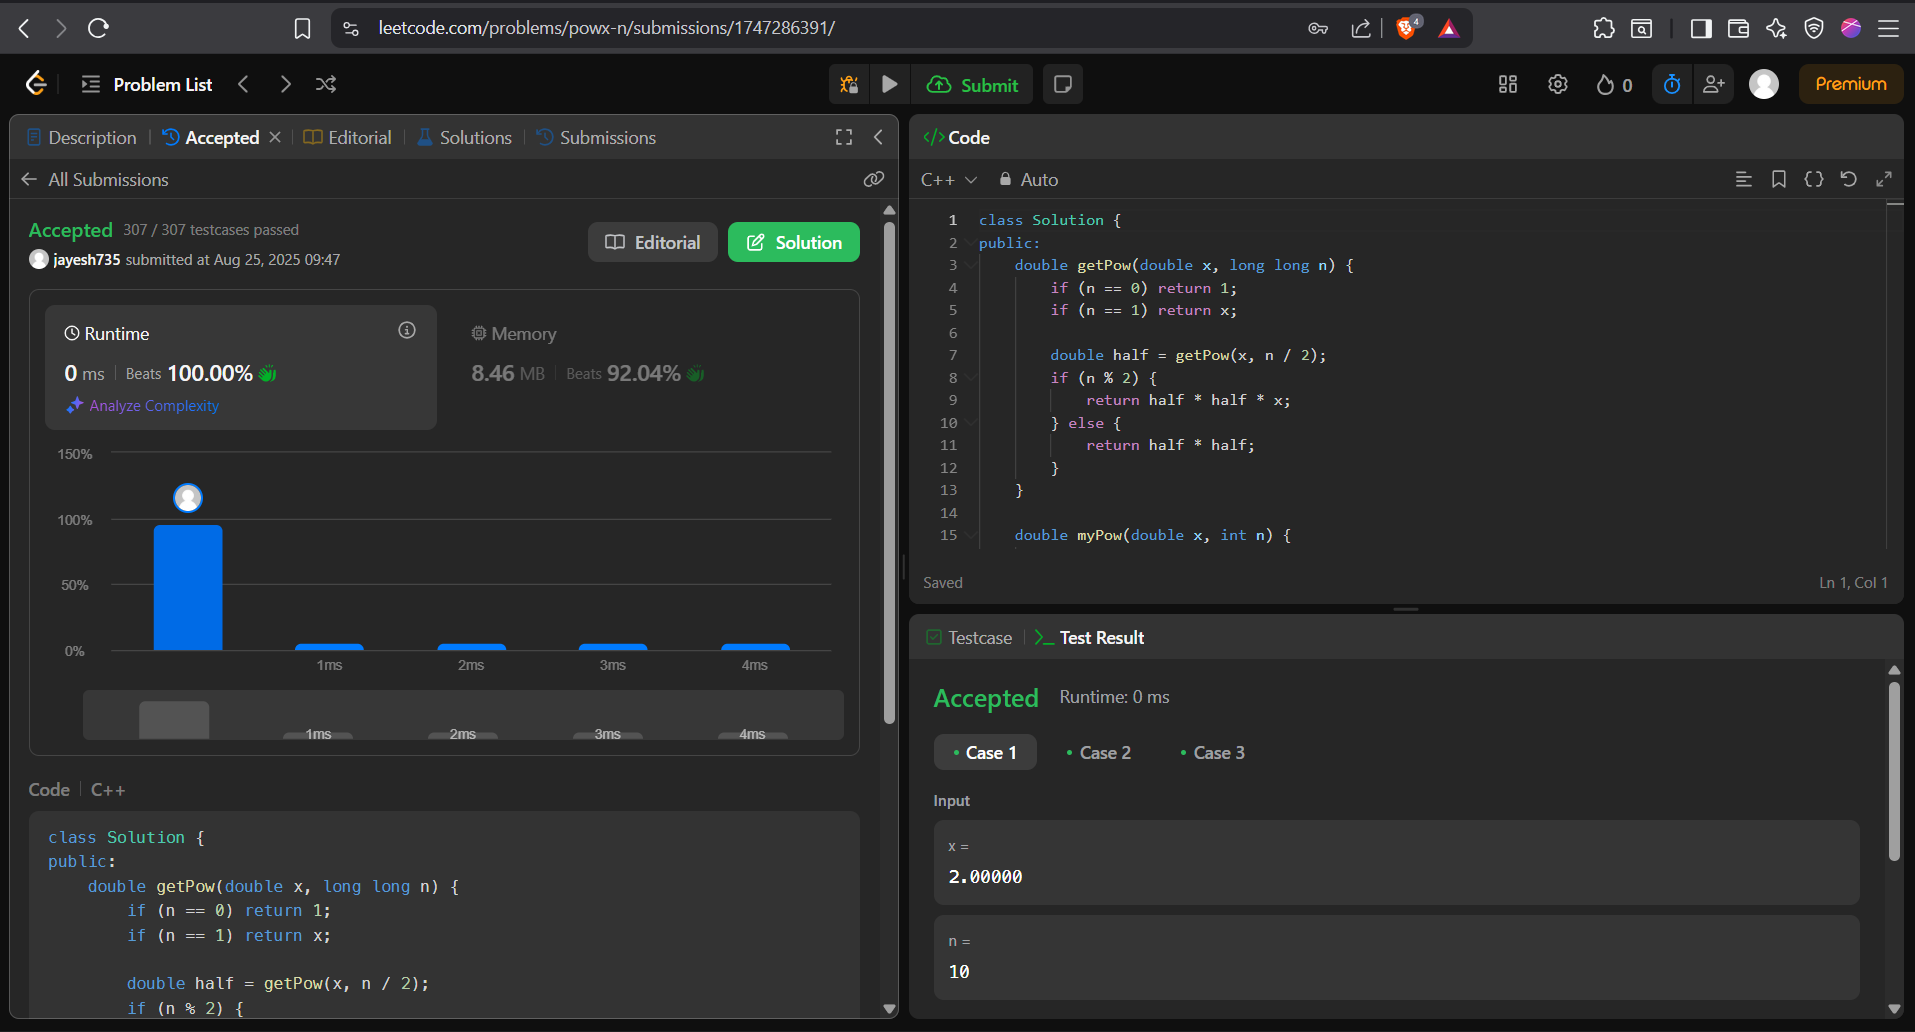 leetcode.com/problems/powx-n/submissions/1747286391/
4
Problem List
Submit
0
Premium
Description
Accepted
Editorial
Solutions
Submissions
All Submissions
Accepted 307 / 307 testcases passed
jayesh735 submitted at Aug 25, 2025 09:47
Editorial
Solution
Runtime
0 ms Beats 100.00%
Analyze Complexity
Memory
8.46 MB Beats 92.04%
150%
100%
50%
0%
1ms 2ms 3ms 4ms
1ms 2ms 3ms 4ms
Code C++
class Solution {
public:
    double getPow(double x, long long n) {
        if (n == 0) return 1;
        if (n == 1) return x;

        double half = getPow(x, n / 2);
        if (n % 2) {
</> Code
C++ Auto
1 class Solution {
2 public:
3     double getPow(double x, long long n) {
4         if (n == 0) return 1;
5         if (n == 1) return x;
6
7         double half = getPow(x, n / 2);
8         if (n % 2) {
9             return half * half * x;
10         } else {
11             return half * half;
12         }
13     }
14
15     double myPow(double x, int n) {
Saved
Ln 1, Col 1
Testcase
Test Result
Accepted Runtime: 0 ms
• Case 1 • Case 2 • Case 3
Input
x =
2.00000
n =
10